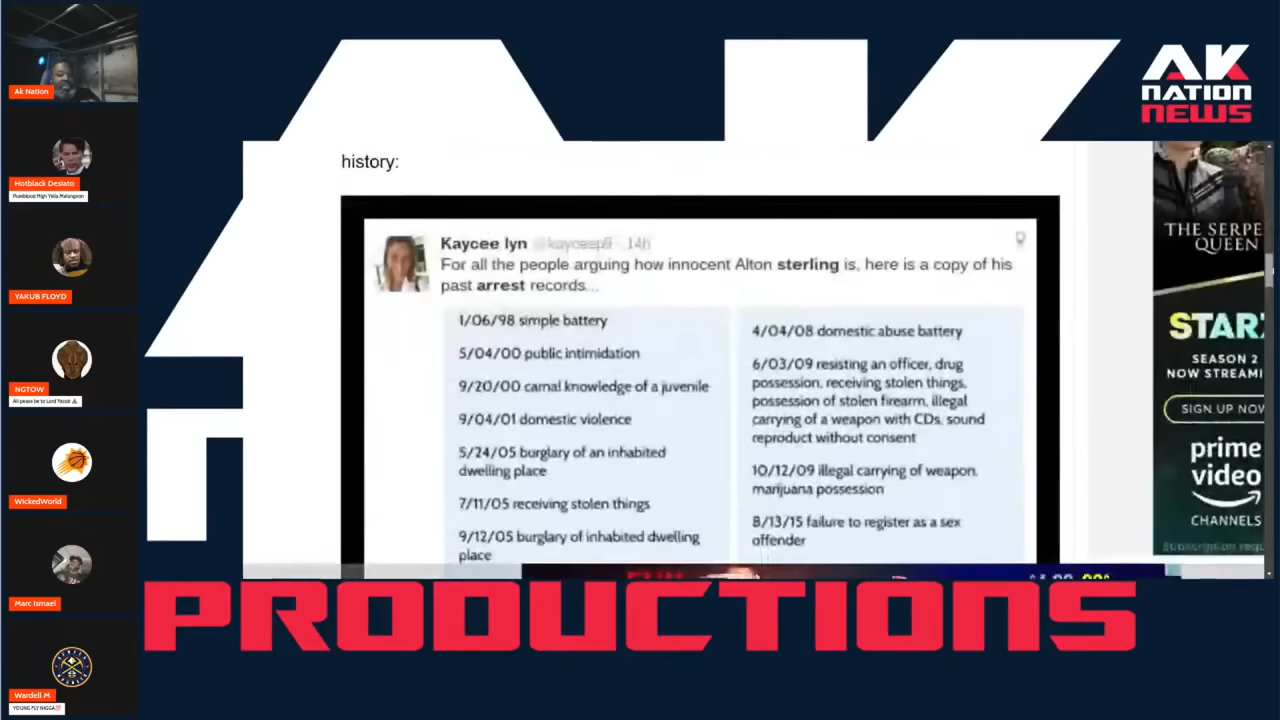 Ak Nation
Hotblack Desiato
Pureblood High Yella Melungeon
YAKUB FLOYD
NGTOW
All peace be to Lord Yacub
WickedWorld
Marc Ismael
Wardell M
YOUNG FLY NIGGA💯
AK
NATION
NEWS
history:
Kaycee lyn @kayceep9 · 14h
For all the people arguing how innocent Alton sterling is, here is a copy of his
past arrest records...
1/06/98 simple battery
5/04/00 public intimidation
9/20/00 carnal knowledge of a juvenile
9/04/01 domestic violence
5/24/05 burglary of an inhabited
dwelling place
7/11/05 receiving stolen things
9/12/05 burglary of inhabited dwelling
place
4/04/08 domestic abuse battery
6/03/09 resisting an officer, drug
possession, receiving stolen things,
possession of stolen firearm, illegal
carrying of a weapon with CDs, sound
reproduct without consent
10/12/09 illegal carrying of weapon,
marijuana possession
8/13/15 failure to register as a sex
offender
THE SERPE
QUEEN
STARZ
SEASON 2
NOW STREAMI
SIGN UP NOW
prime
video
CHANNELS
Subscription requ
PRODUCTIONS